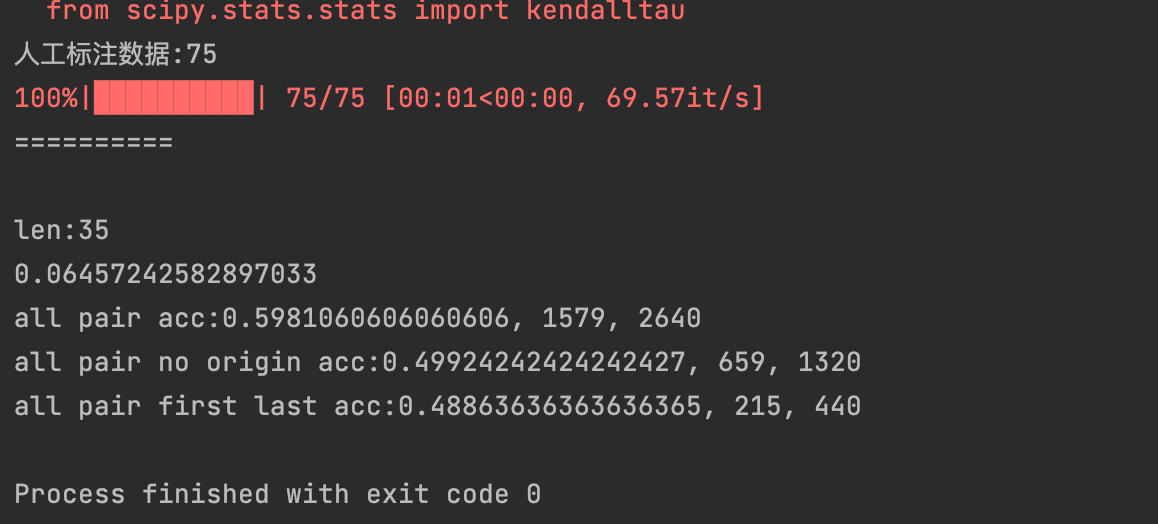 from scipy.stats.stats import kendalltau
人工标注数据:75
100%|██████████| 75/75 [00:01<00:00, 69.57it/s]
==========
len:35
0.06457242582897033
all pair acc:0.5981060606060606, 1579, 2640
all pair no origin acc:0.49924242424242427, 659, 1320
all pair first last acc:0.48863636363636365, 215, 440
Process finished with exit code 0